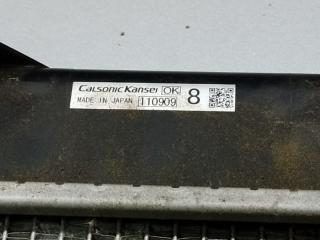 Calsonic Kansei OK 8
MADE IN JAPAN 110909